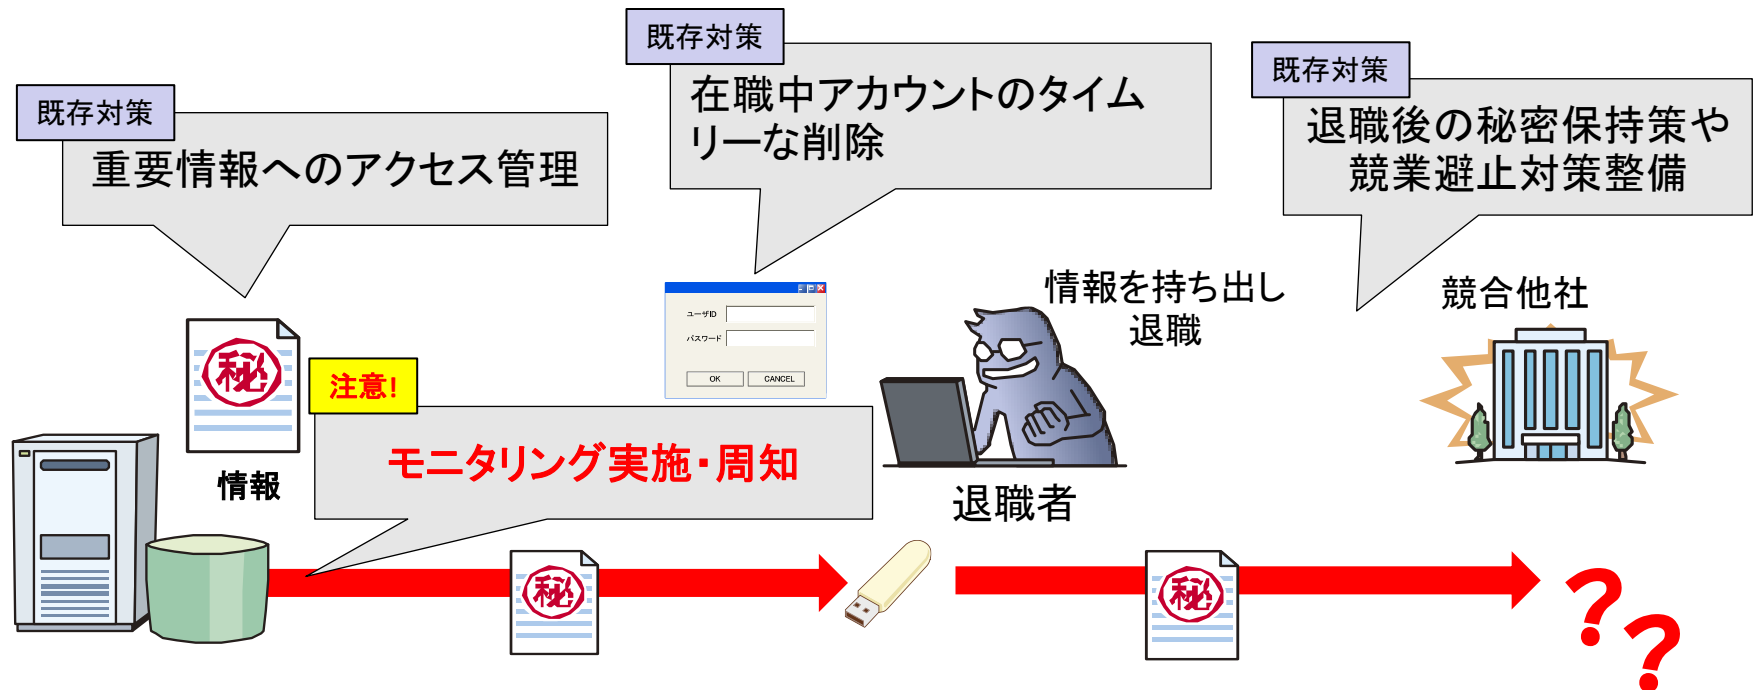 既存対策
重要情報へのアクセス管理
既存対策
在職中アカウントのタイム
リーな削除
既存対策
退職後の秘密保持策や
競業避止対策整備
秘
情報
注意!
モニタリング実施・周知
ユーザID
パスワード
OK
CANCEL
情報を持ち出し
退職
退職者
競合他社
秘
秘
?
?